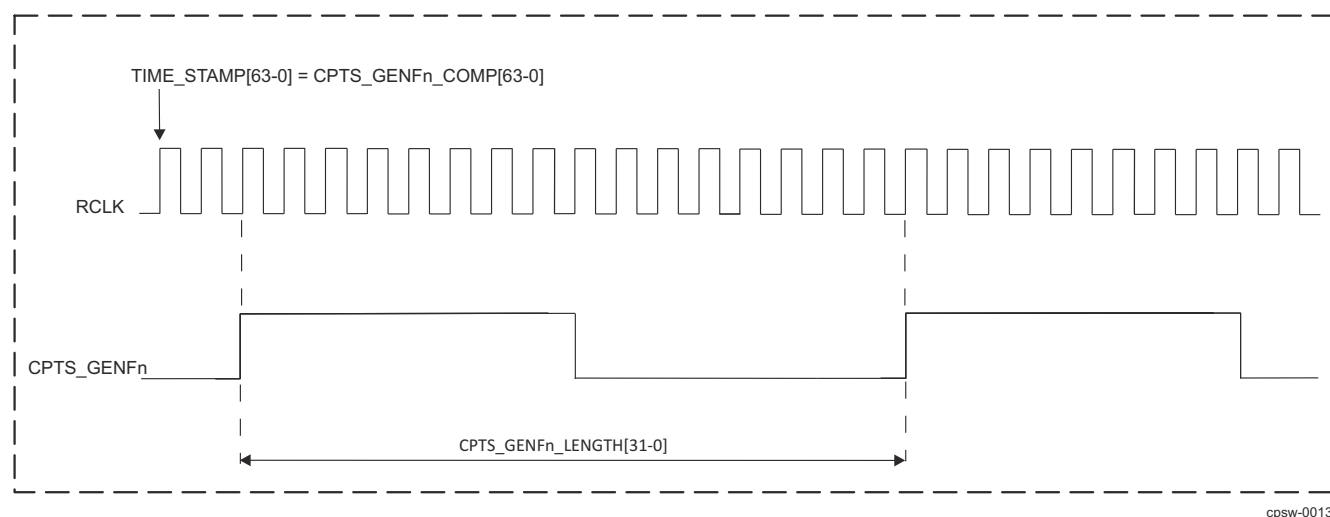 TIME_STAMP[63-0] = CPTS_GENFn_COMP[63-0]
RCLK
CPTS_GENFn
CPTS_GENFn_LENGTH[31-0]
cpsw-0013